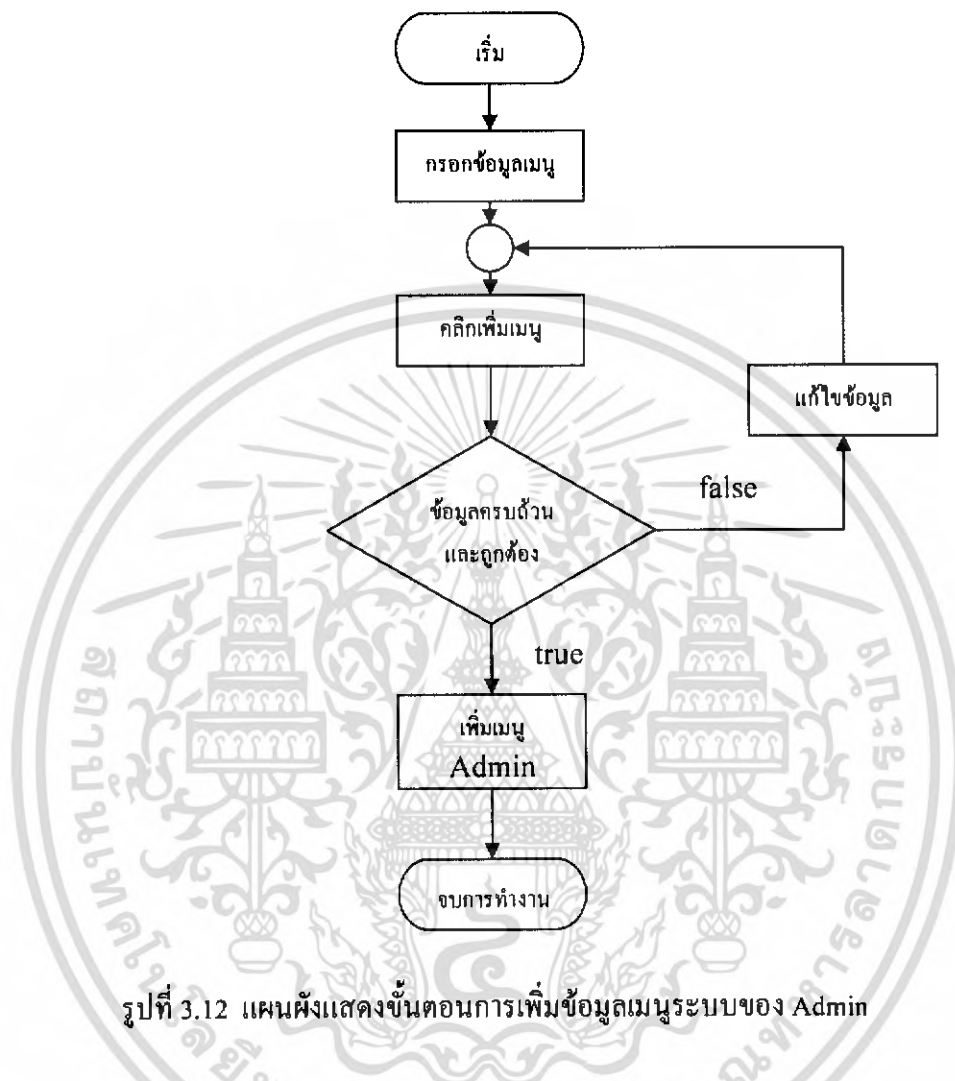 เริ่ม
กรอกข้อมูลเมนู
คลิกเพิ่มเมนู
แก้ไขข้อมูล
ข้อมูลครบถ้วน
และถูกต้อง
false
true
เพิ่มเมนู
Admin
จบการทำงาน
รูปที่ 3.12 แผนผังแสดงขั้นตอนการเพิ่มข้อมูลเมนูระบบของ Admin